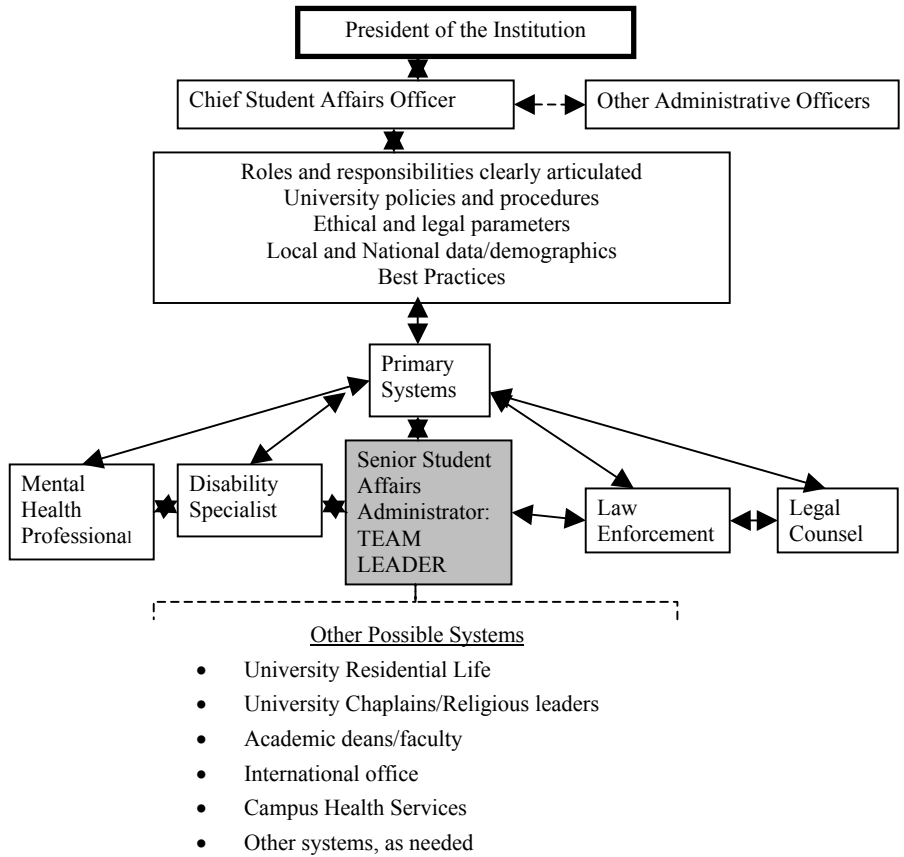 President of the Institution
Chief Student Affairs Officer
Other Administrative Officers
Roles and responsibilities clearly articulated
University policies and procedures
Ethical and legal parameters
Local and National data/demographics
Best Practices
Primary
Systems
Mental
Health
Professional
Disability
Specialist
Senior Student
Affairs
Administrator:
TEAM
LEADER
Law
Enforcement
Legal
Counsel
Other Possible Systems
• University Residential Life
• University Chaplains/Religious leaders
• Academic deans/faculty
• International office
• Campus Health Services
• Other systems, as needed